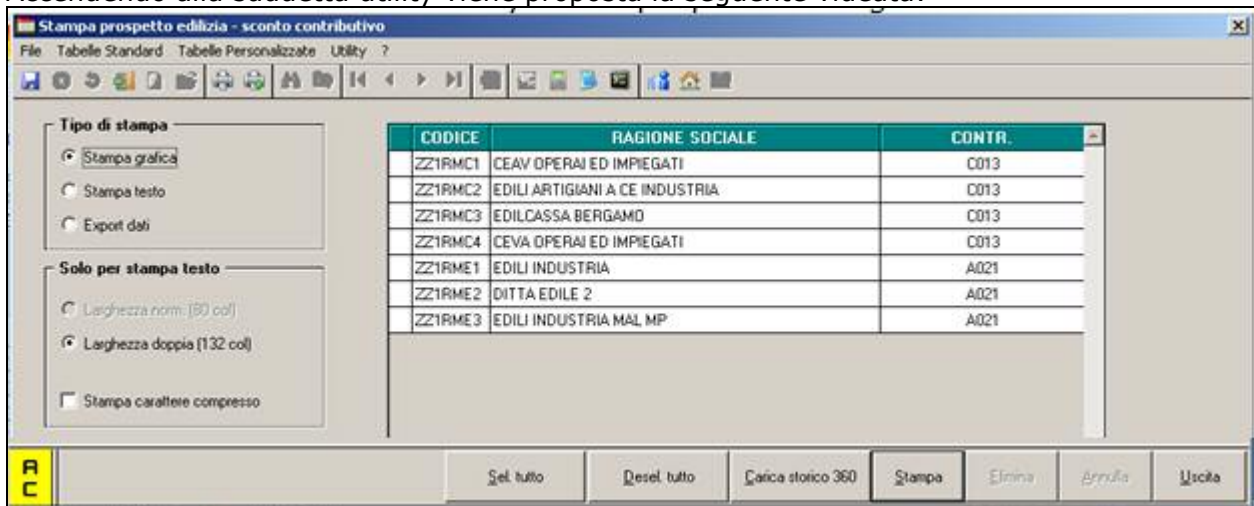 Accedendo alla suddetta utility viene proposta la seguente videata:
Stampa prospetto edilizia - sconto contributivo
File Tabelle Standard Tabelle Personalizzate Utility ?
Tipo di stampa
Stampa grafica
Stampa testo
Export dati
Solo per stampa testo
Larghezza norm. (80 col)
Larghezza doppia (132 col)
Stampa carattere compresso
CODICE RAGIONE SOCIALE CONTR.
ZZ1RMC1 CEAV OPERAI ED IMPIEGATI C013
ZZ1RMC2 EDILI ARTIGIANI A CE INDUSTRIA C013
ZZ1RMC3 EDILCASSA BERGAMO C013
ZZ1RMC4 CEVA OPERAI ED IMPIEGATI C013
ZZ1RME1 EDILI INDUSTRIA A021
ZZ1RME2 DITTA EDILE 2 A021
ZZ1RME3 EDILI INDUSTRIA MAL MP A021
A
C
Sel. tutto Desel. tutto Carica storico 360 Stampa Elimina Annulla Uscita